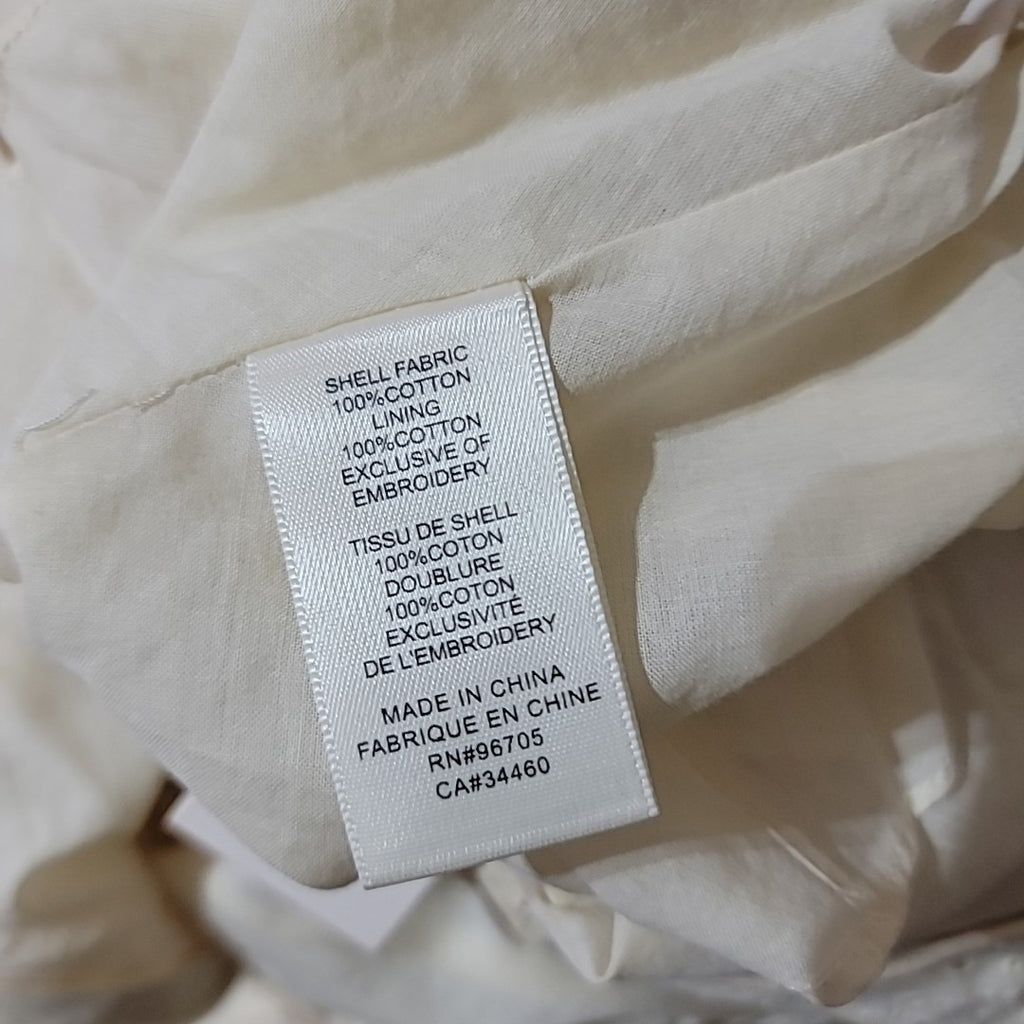 SHELL FABRIC
100%COTTON
LINING
100%COTTON
EXCLUSIVE OF
EMBROIDERY
TISSU DE SHELL
100%COTON
DOUBLURE
100%COTON
EXCLUSIVITÉ
DE L'EMBROIDERY
MADE IN CHINA
FABRIQUE EN CHINE
RN#96705
CA#34460